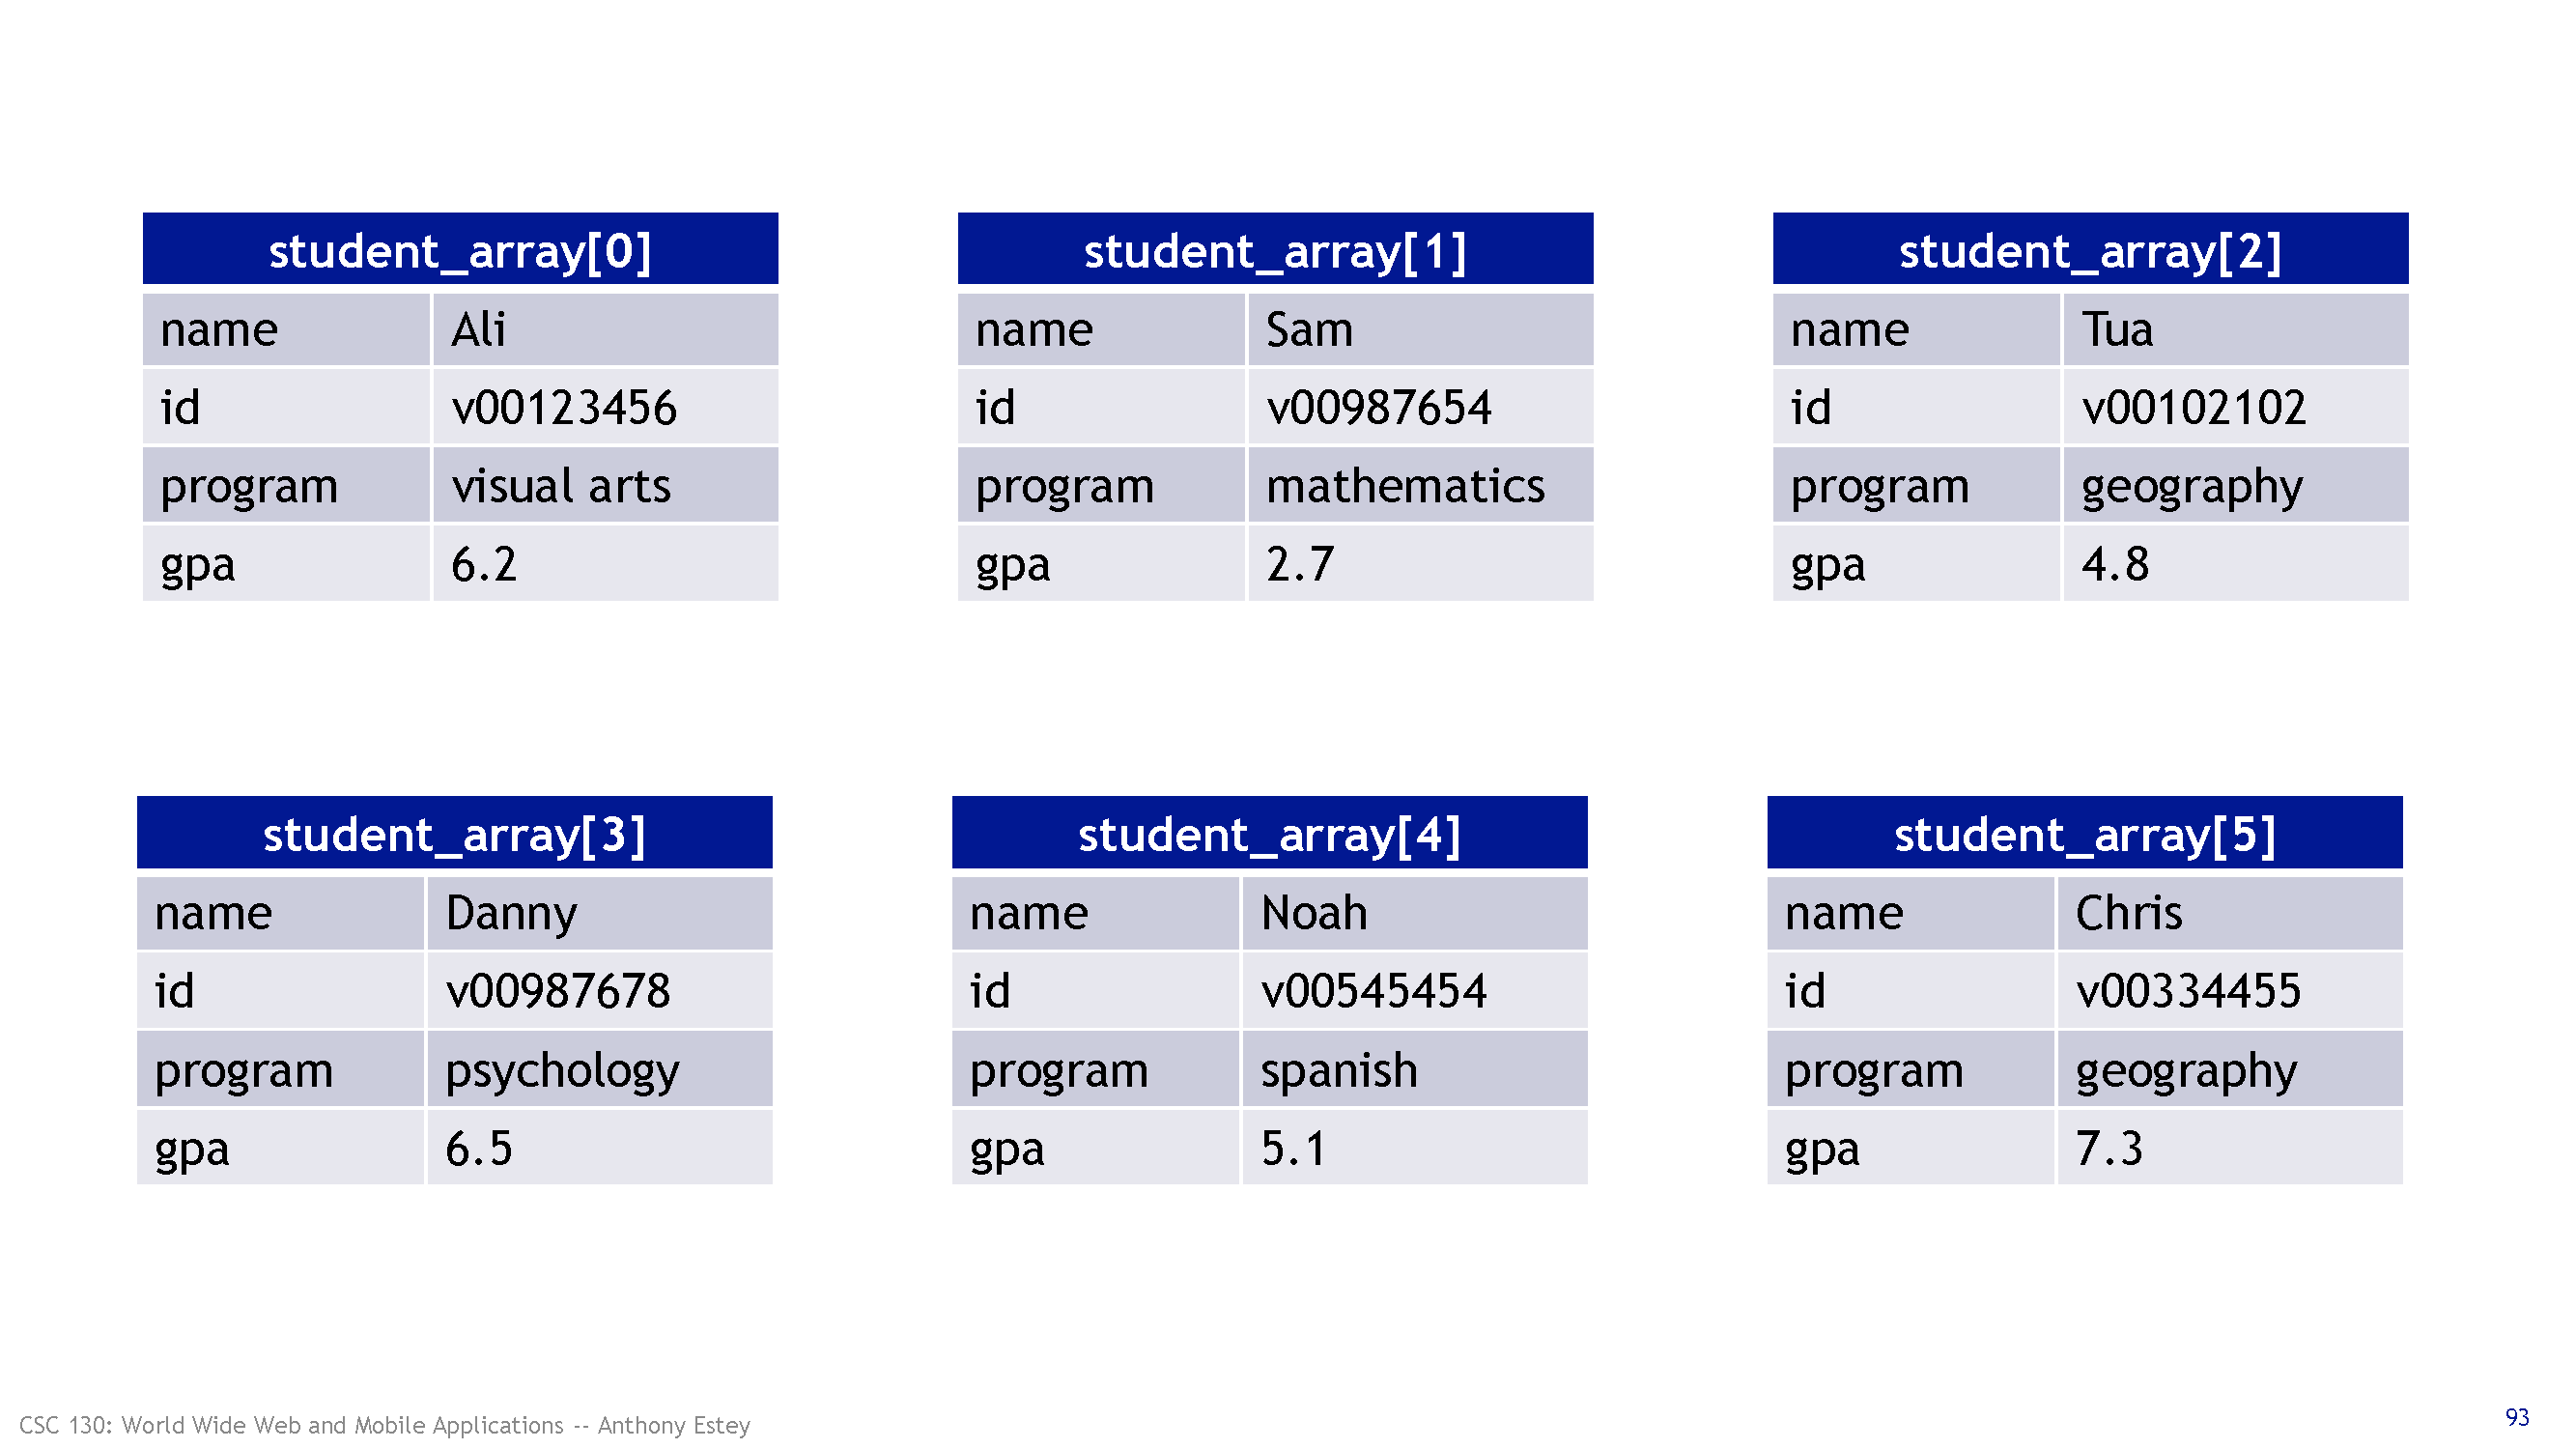 student_array[0]
name Ali
id v00123456
program visual arts
gpa 6.2
student_array[1]
name Sam
id v00987654
program mathematics
gpa 2.7
student_array[2]
name Tua
id v00102102
program geography
gpa 4.8
student_array[3]
name Danny
id v00987678
program psychology
gpa 6.5
student_array[4]
name Noah
id v00545454
program spanish
gpa 5.1
student_array[5]
name Chris
id v00334455
program geography
gpa 7.3
CSC 130: World Wide Web and Mobile Applications -- Anthony Estey
93